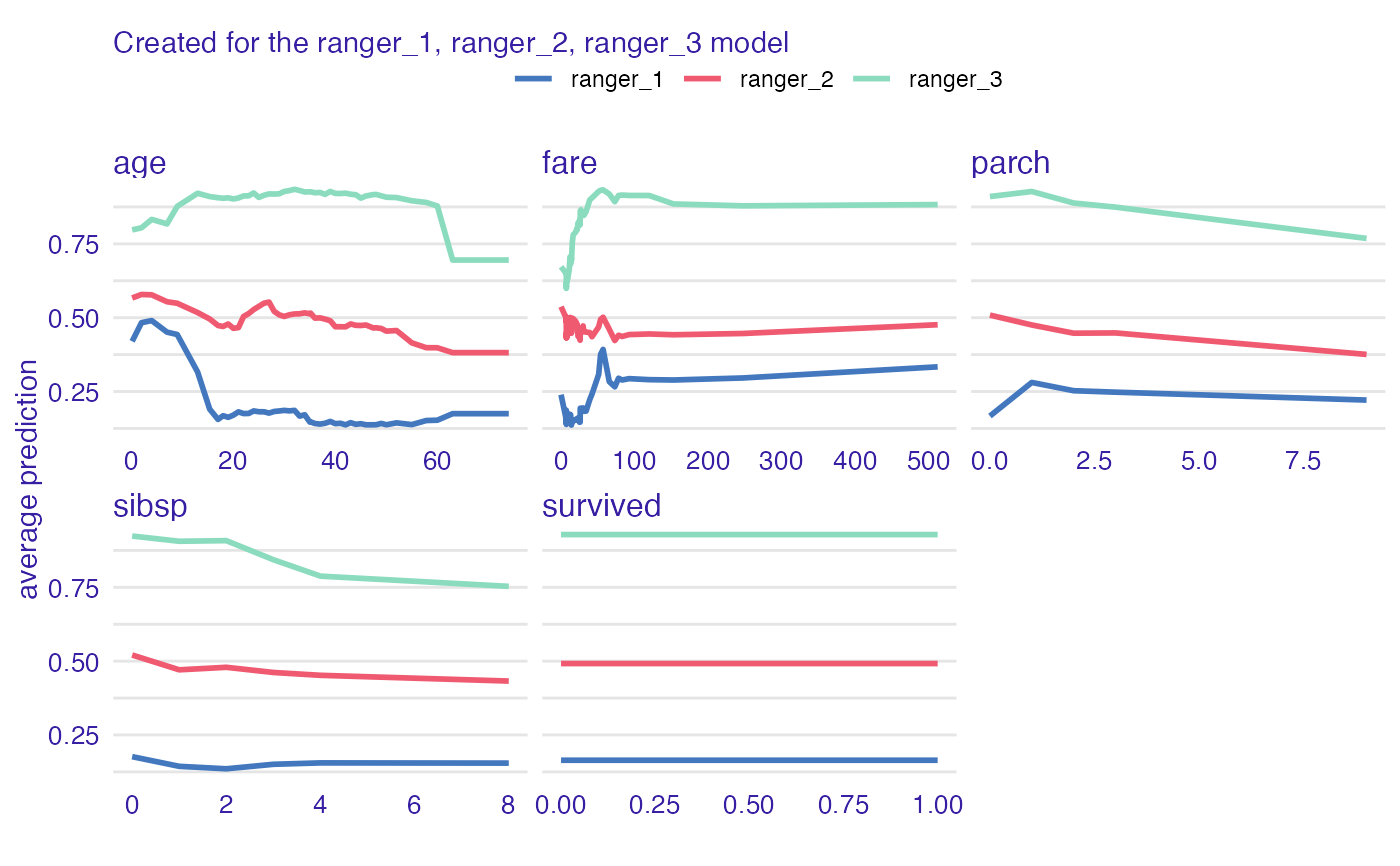 Created for the ranger_1, ranger_2, ranger_3 model
ranger_1 ranger_2 ranger_3
age fare parch
0.75
0.50
0.25
0 20 40 60 0 100 200 300 400 500 0.0 2.5 5.0 7.5
average prediction
sibsp survived
0.75
0.50
0.25
0 2 4 6 8 0.00 0.25 0.50 0.75 1.00